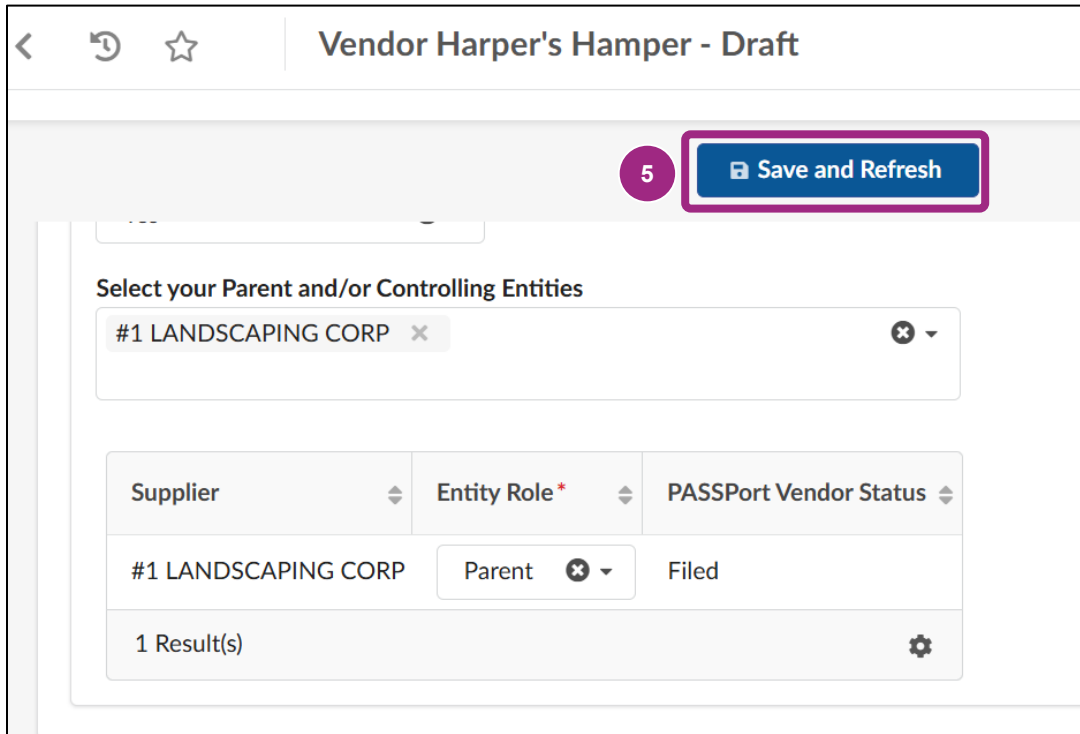 Vendor Harper's Hamper - Draft
5
Save and Refresh
Select your Parent and/or Controlling Entities
#1 LANDSCAPING CORP
Supplier Entity Role* PASSPort Vendor Status
#1 LANDSCAPING CORP Parent Filed
1 Result(s)